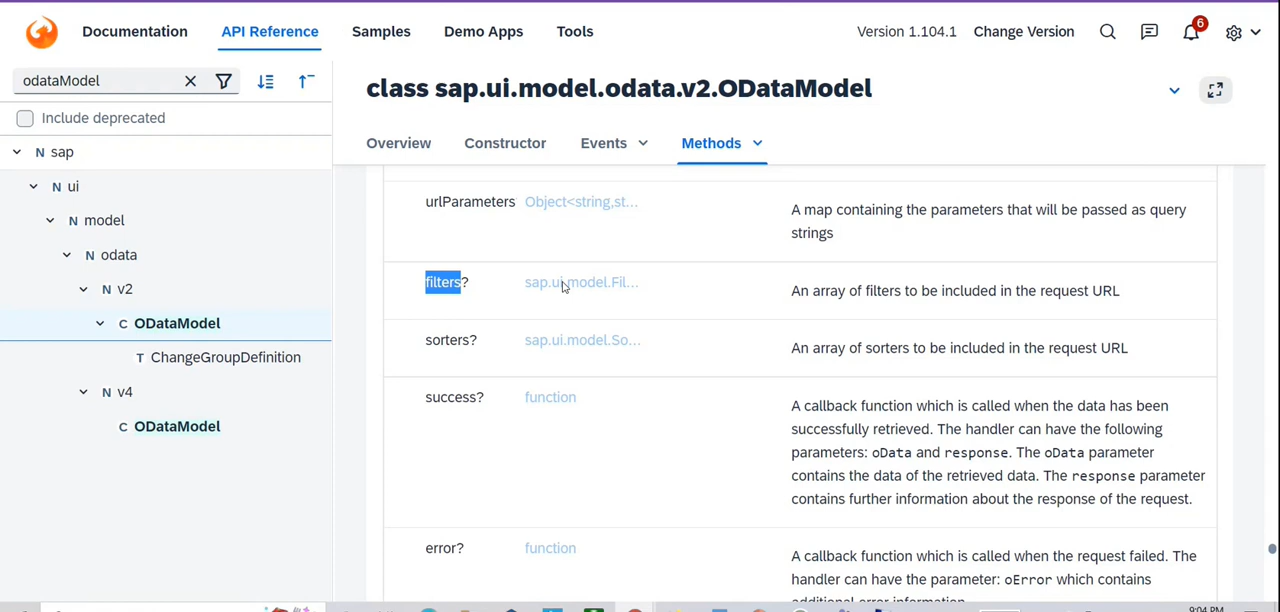 Documentation API Reference Samples Demo Apps Tools Version 1.104.1 Change Version 6
odataModel
Include deprecated
N sap
N ui
N model
N odata
N v2
C ODataModel
T ChangeGroupDefinition
N v4
C ODataModel
class sap.ui.model.odata.v2.ODataModel
Overview Constructor Events Methods
urlParameters Object<string,st... A map containing the parameters that will be passed as query
strings
filters? sap.ui.model.Fil... An array of filters to be included in the request URL
sorters? sap.ui.model.So... An array of sorters to be included in the request URL
success? function A callback function which is called when the data has been
successfully retrieved. The handler can have the following
parameters: oData and response. The oData parameter
contains the data of the retrieved data. The response parameter
contains further information about the response of the request.
error? function A callback function which is called when the request failed. The
handler can have the parameter: oError which contains
additional error information.
9:04 PM